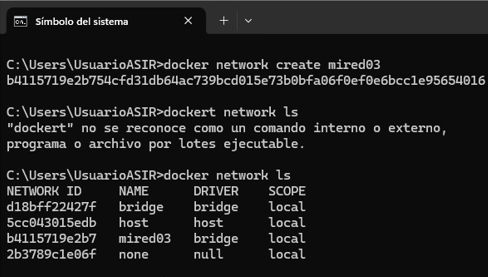 Símbolo del sistema
C:\Users\UsuarioASIR>docker network create mired03
b4115719e2b754cfd31db64ac739bcd015e73b0bfa06f0ef0e6bcc1e95654016
C:\Users\UsuarioASIR>dockert network ls
"dockert" no se reconoce como un comando interno o externo,
programa o archivo por lotes ejecutable.
C:\Users\UsuarioASIR>docker network ls
NETWORK ID NAME DRIVER SCOPE
d18bff22427f bridge bridge local
5cc043015edb host host local
b4115719e2b7 mired03 bridge local
2b3789c1e06f none null local